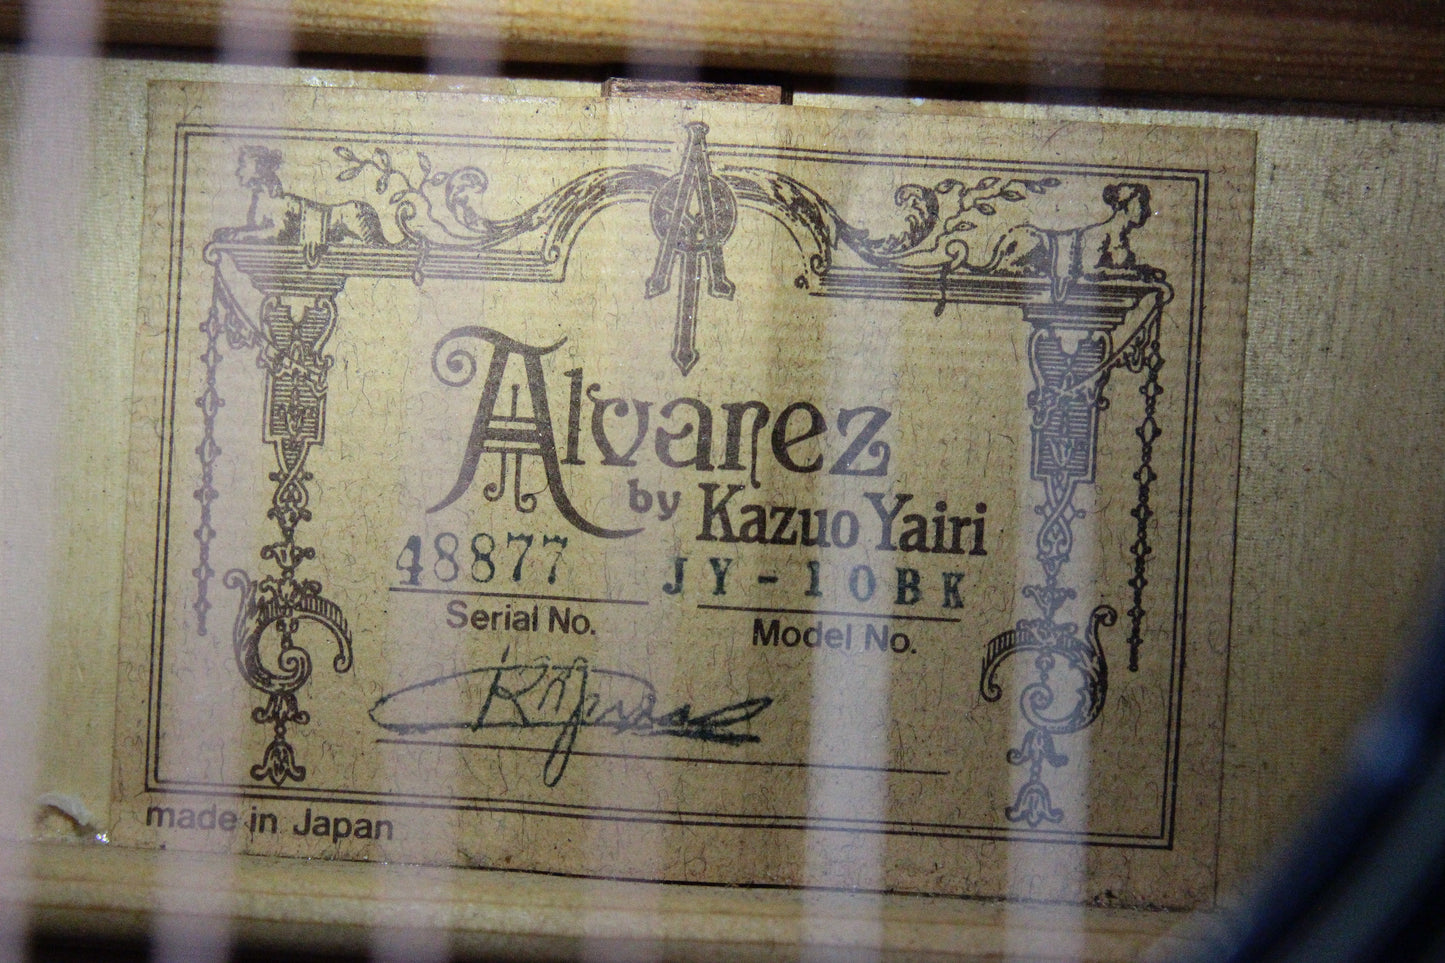 Alvarez
by Kazuo Yairi
48877 JY-10BK
Serial No. Model No.
made in Japan